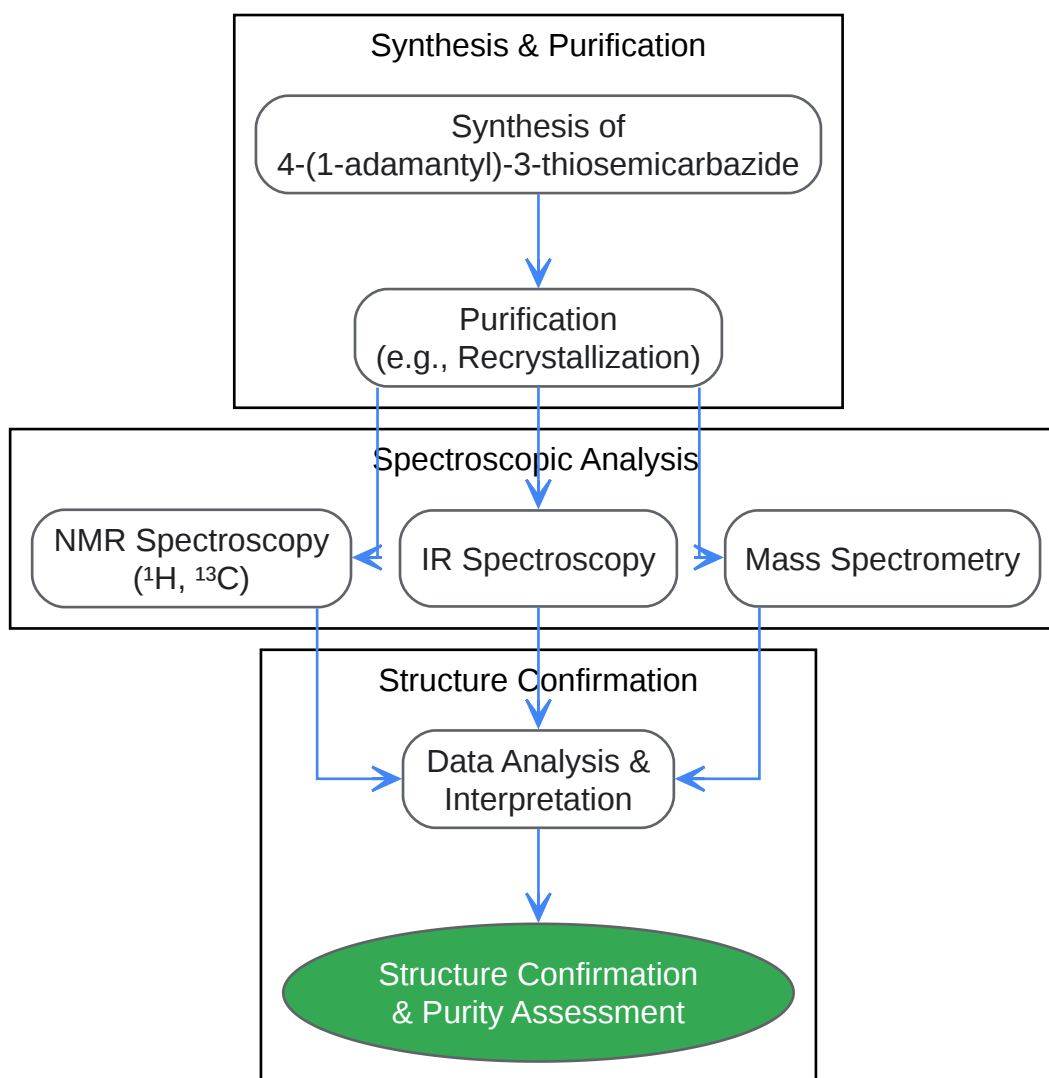 Synthesis & Purification
Synthesis of
4-(1-adamantyl)-3-thiosemicarbazide
Purification
(e.g., Recrystallization)
Spectroscopic Analysis
NMR Spectroscopy
(¹H, ¹³C)
IR Spectroscopy
Mass Spectrometry
Structure Confirmation
Data Analysis &
Interpretation
Structure Confirmation
& Purity Assessment